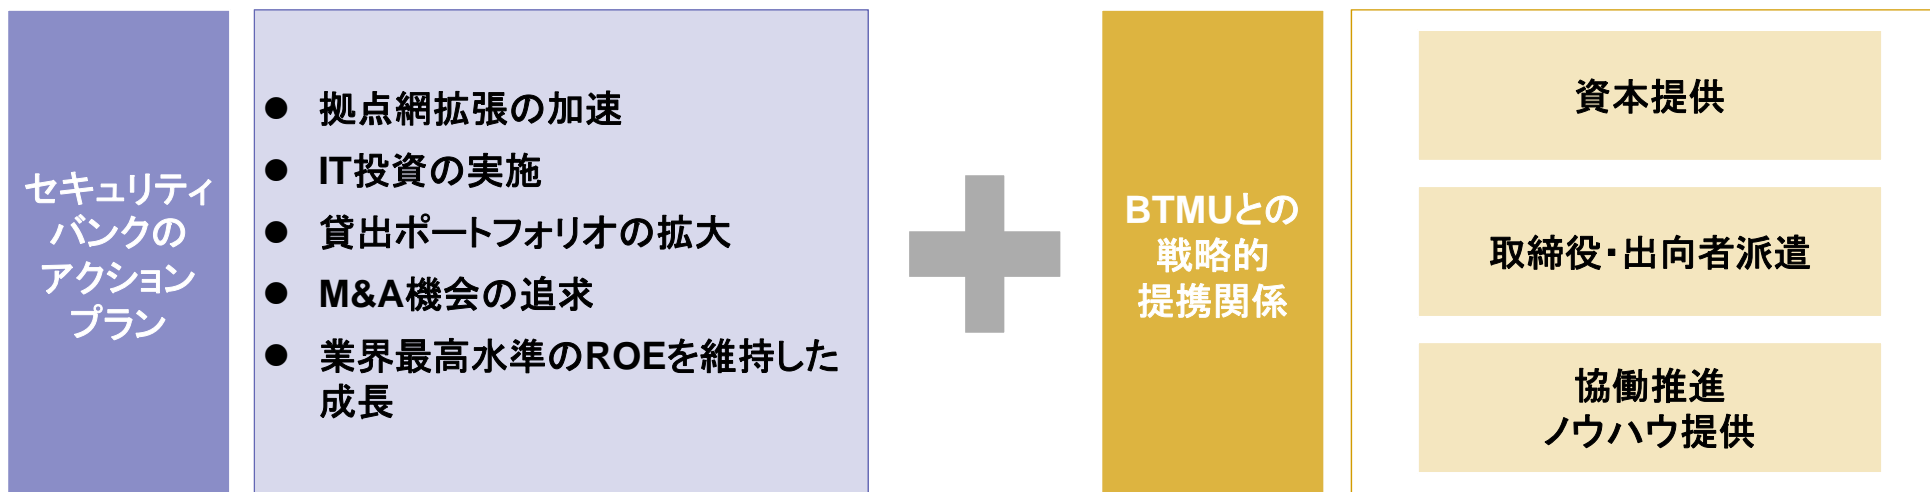 セキュリティ
バンクの
アクション
プラン
● 拠点網拡張の加速
● IT投資の実施
● 貸出ポートフォリオの拡大
● M&A機会の追求
● 業界最高水準のROEを維持した
成長
BTMUとの
戦略的
提携関係
資本提供
取締役・出向者派遣
協働推進
ノウハウ提供